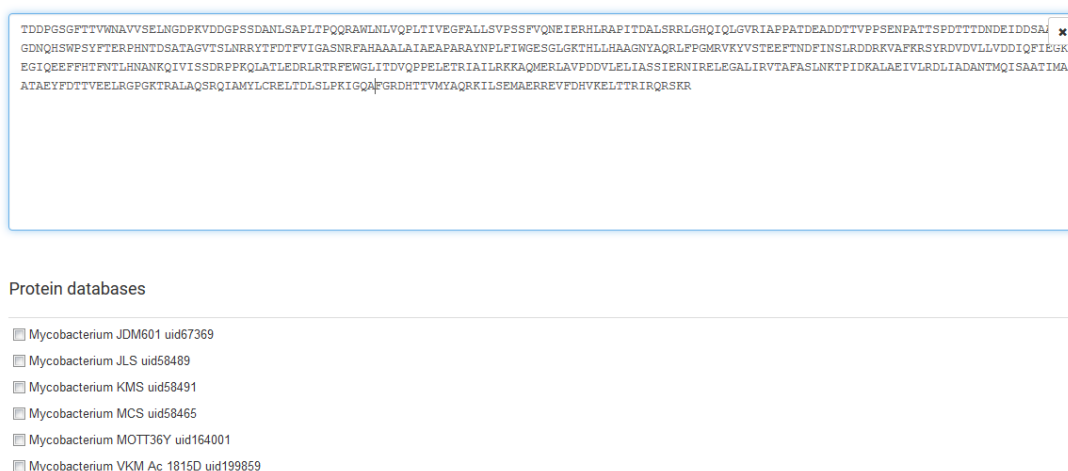 TDDPGSGFTTVWNAVVSELNGDPKVDDGPSSDANLSAPLTPQQRAWLNLVQPLTIVEGFALLSVPSSFVQNEIERHLRAPITDALSRRLGHQIQLGVRIAPPATDEADDTTVPPSENPATTSPDTTTDNDEIDDSA
GDNQHSWPSYFTERPHNTDSATAGVTSLNRRYTFDTFVIGASNRFAHAAALAIAEAPARAYNPLFIWGESGLGKTHLLHAAGNYAQRLFPGMRVKYVSTEEFTNDFINSLRDDRKVAFKRSYRDVDVLLVDDIQFIEGK
EGIQEEFFHTFNTLHNANKQIVISSDRPPKQLATLEDRLRTRFEWGLITDVQPPELETRIAILRKKAQMERLAVPDDVLELIASSIERNIRELEGALIRVTAFASLNKTPIDKALAEIVLRDLIADANTMQISAATIMA
ATAEYFDTTVEELRGPGKTRALAQSRQIAMYLCRELTDLSLPKIGQAFGRDHTTVMYAQRKILSEMAERREVFDHVKELTTRIRQRSKR
Protein databases
Mycobacterium JDM601 uid67369
Mycobacterium JLS uid58489
Mycobacterium KMS uid58491
Mycobacterium MCS uid58465
Mycobacterium MOTT36Y uid164001
Mycobacterium VKM Ac 1815D uid199859